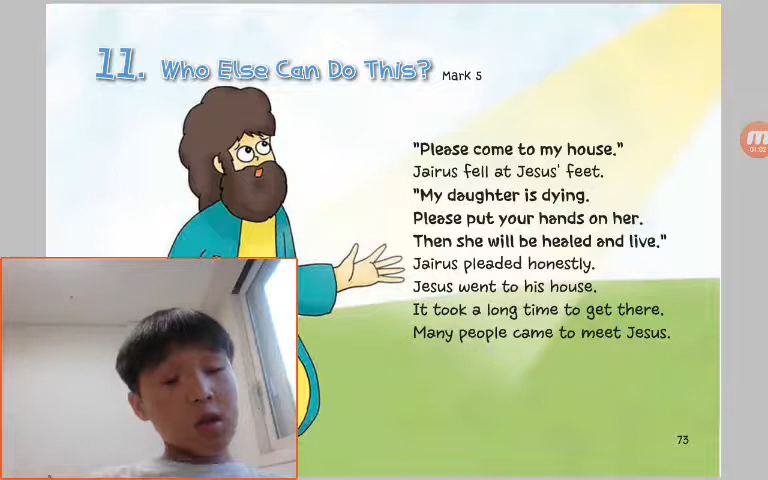 11. Who Else Can Do This? Mark 5
"Please come to my house."
Jairus fell at Jesus' feet.
"My daughter is dying.
Please put your hands on her.
Then she will be healed and live."
Jairus pleaded honestly.
Jesus went to his house.
It took a long time to get there.
Many people came to meet Jesus.
73
M
01:02